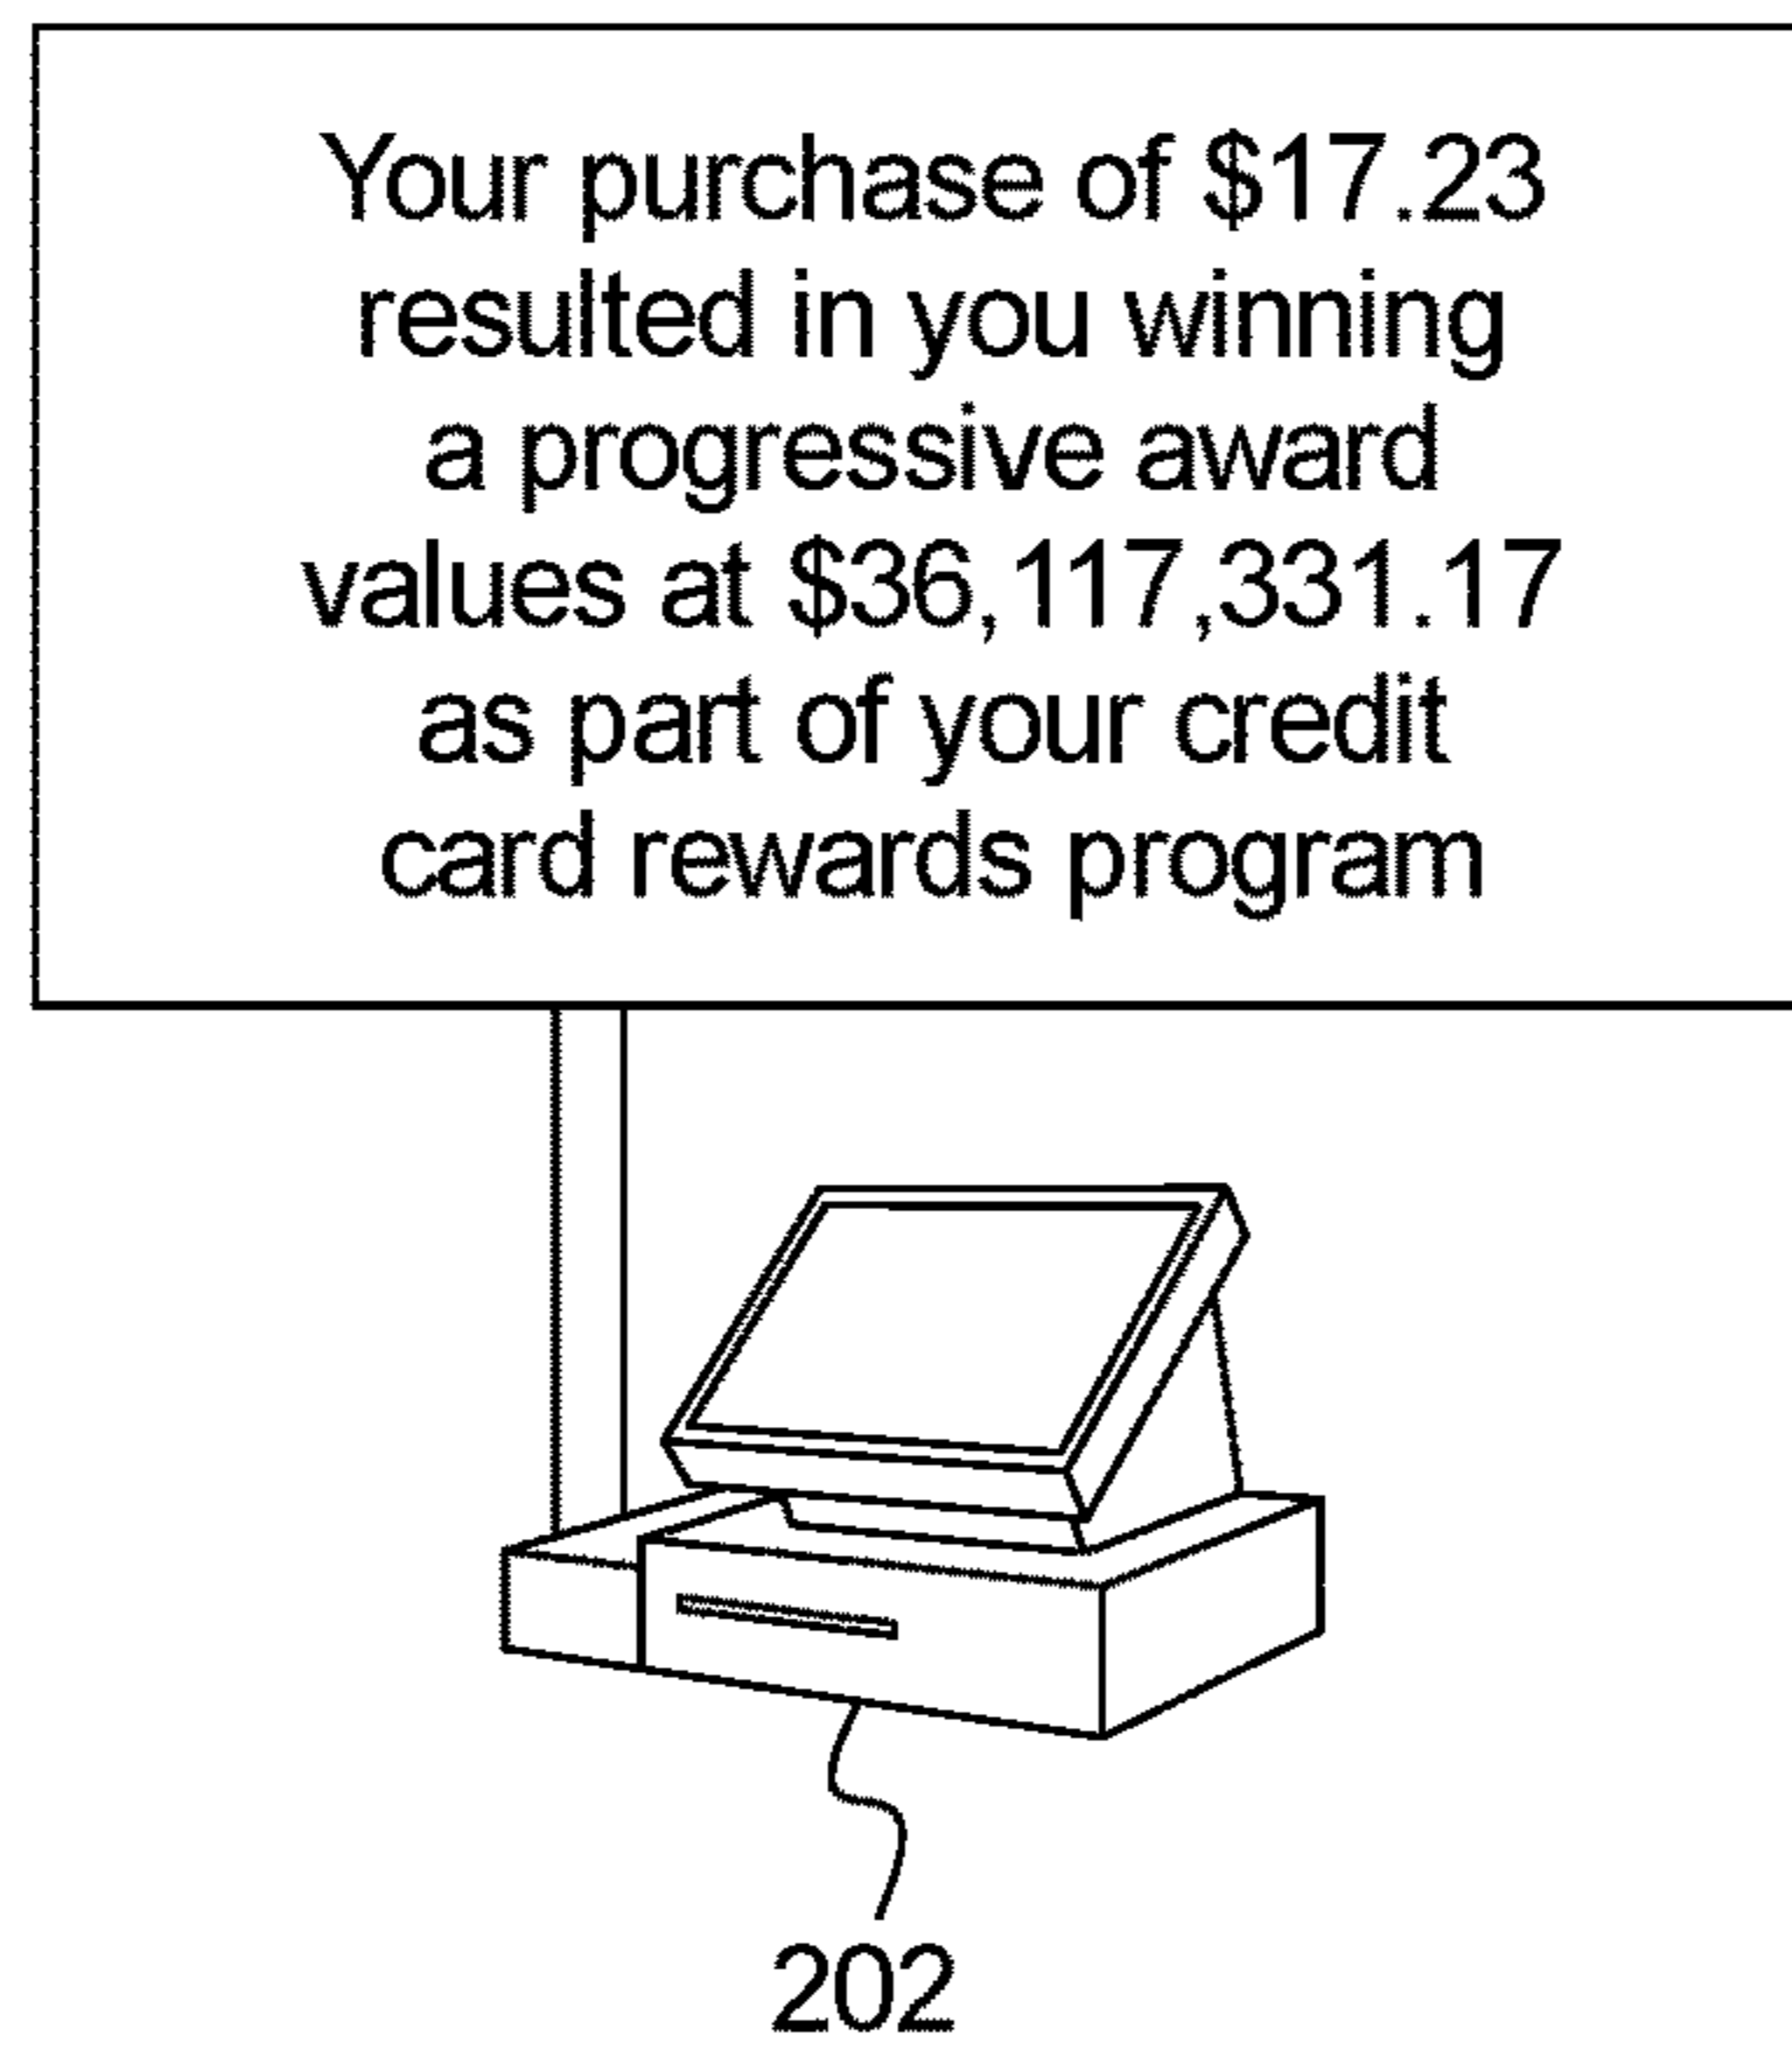 Your purchase of $17.23
resulted in you winning
a progressive award
values at $36,117,331.17
as part of your credit
card rewards program
202